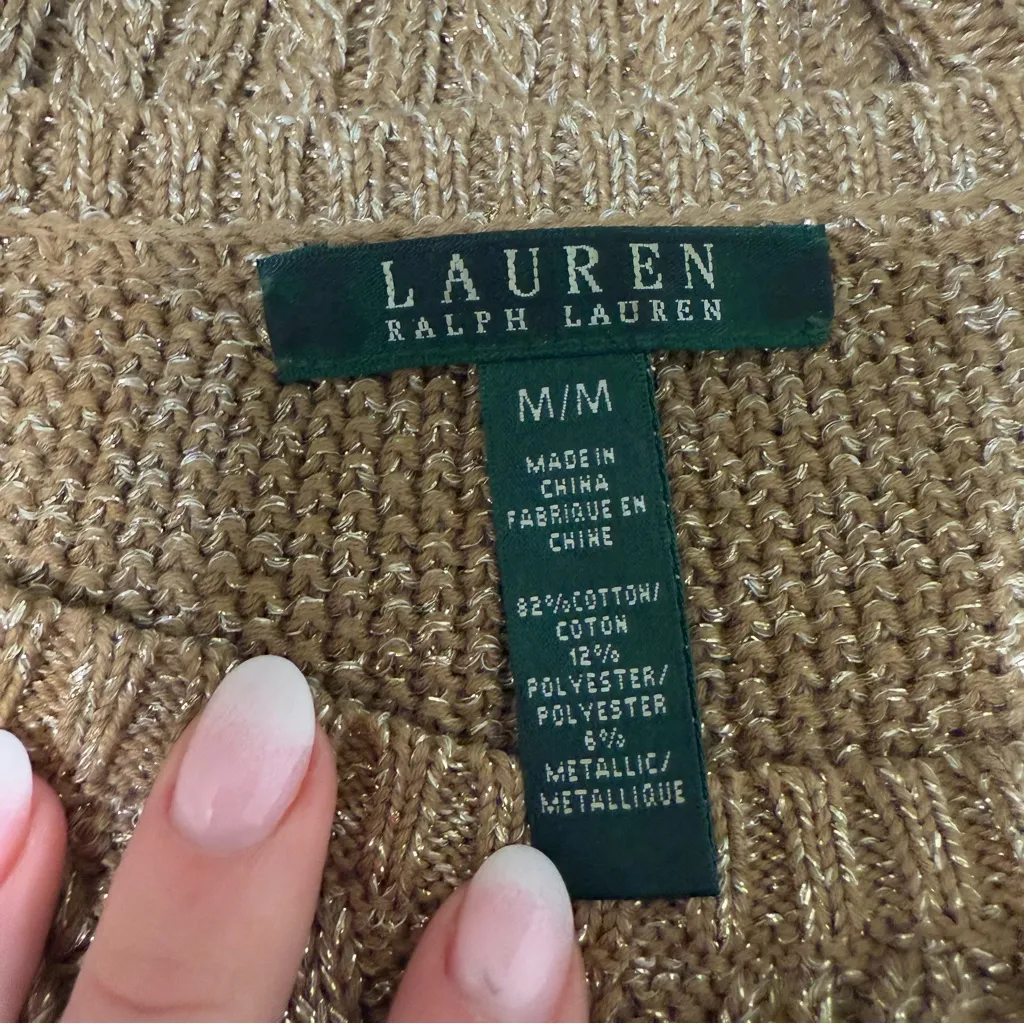 LAUREN
RALPH LAUREN
M/M
MADE IN
CHINA
FABRIQUE EN
CHINE
82%COTTON/
COTON
12%
POLYESTER/
POLYESTER
6%
METALLIC/
METALLIQUE